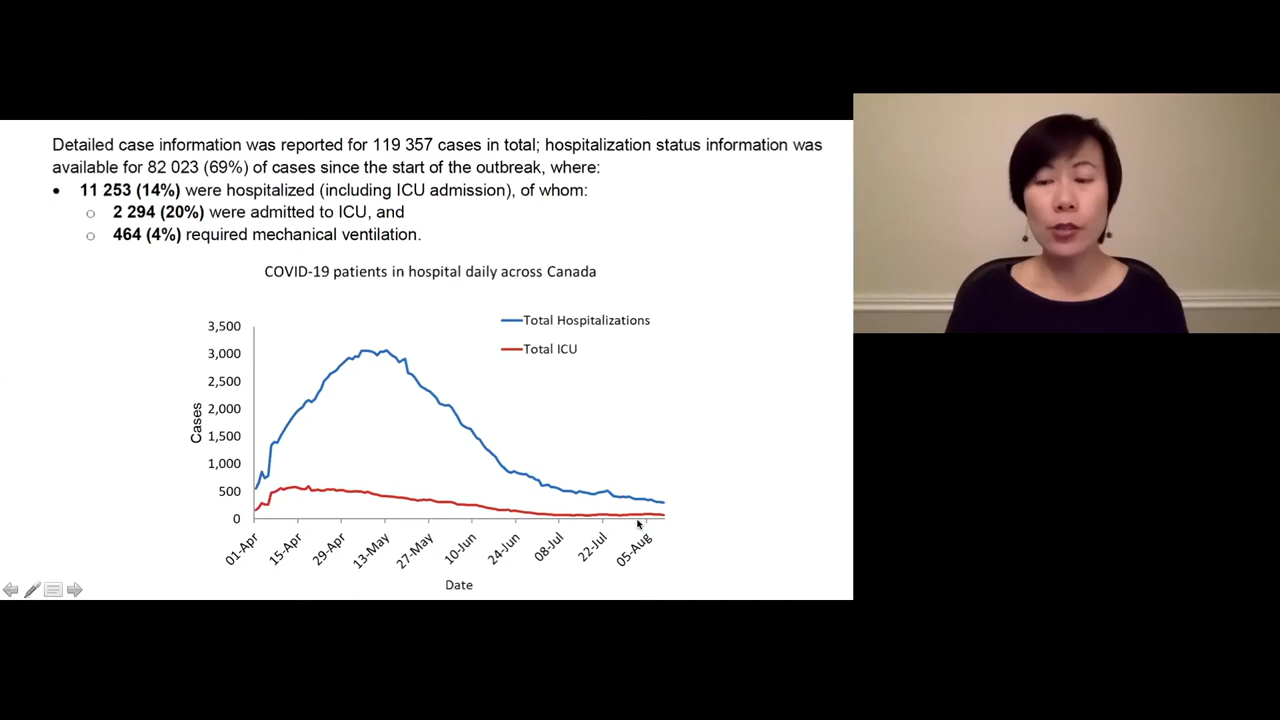 Detailed case information was reported for 119 357 cases in total; hospitalization status information was
available for 82 023 (69%) of cases since the start of the outbreak, where:
• 11 253 (14%) were hospitalized (including ICU admission), of whom:
○ 2 294 (20%) were admitted to ICU, and
○ 464 (4%) required mechanical ventilation.
COVID-19 patients in hospital daily across Canada
Total Hospitalizations
Total ICU
3,500
3,000
2,500
2,000
1,500
1,000
500
0
Cases
01-Apr
15-Apr
29-Apr
13-May
27-May
10-Jun
24-Jun
08-Jul
22-Jul
05-Aug
Date